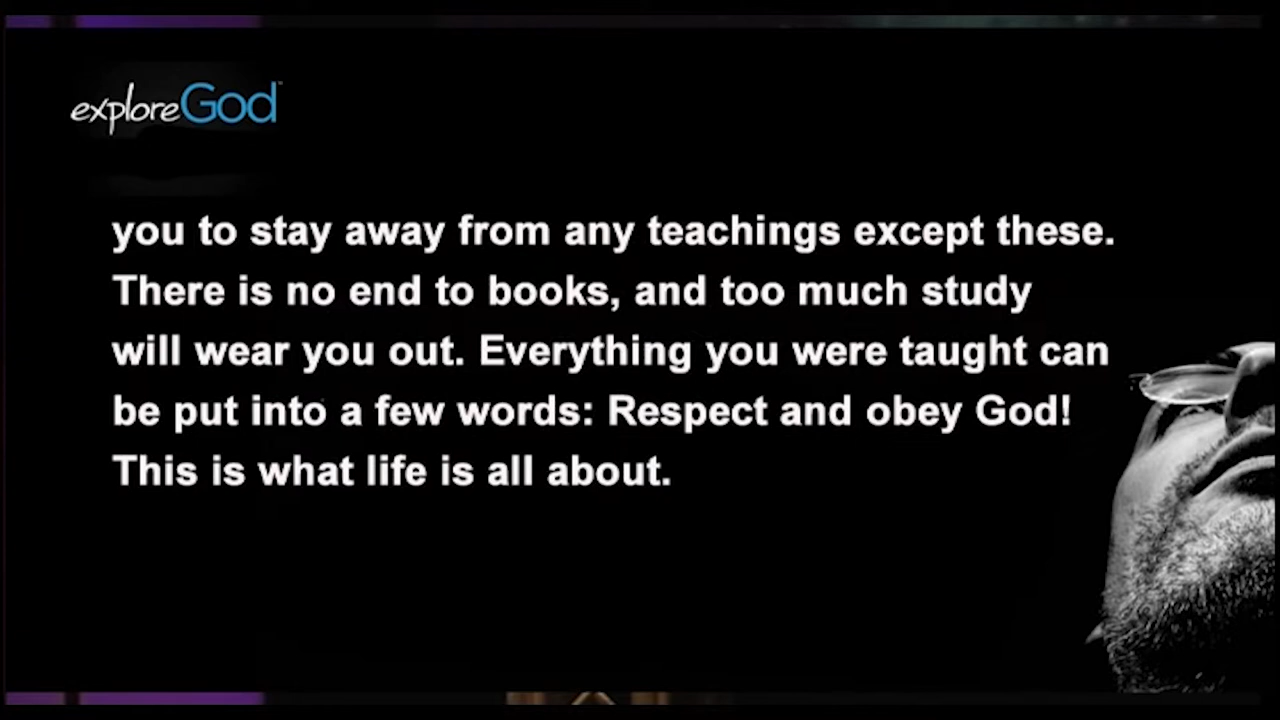 exploreGod™
you to stay away from any teachings except these.
There is no end to books, and too much study
will wear you out. Everything you were taught can
be put into a few words: Respect and obey God!
This is what life is all about.